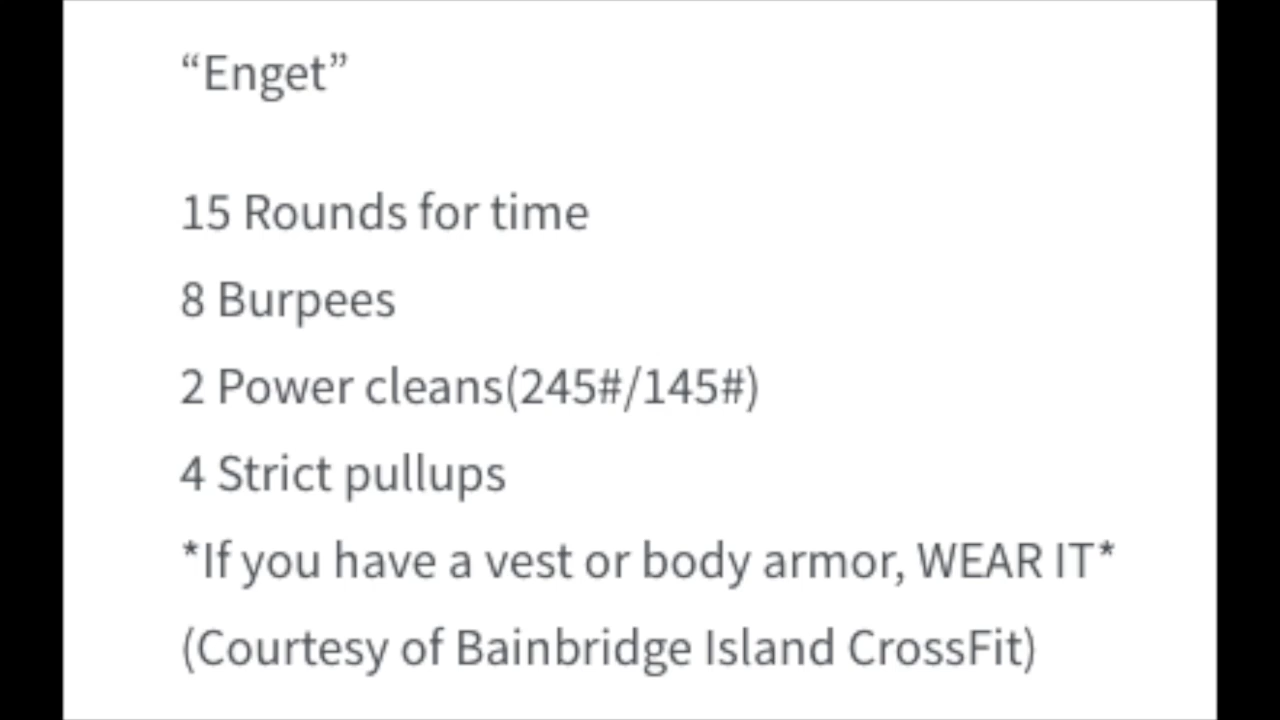 “Enget”
15 Rounds for time
8 Burpees
2 Power cleans(245#/145#)
4 Strict pullups
*If you have a vest or body armor, WEAR IT*
(Courtesy of Bainbridge Island CrossFit)